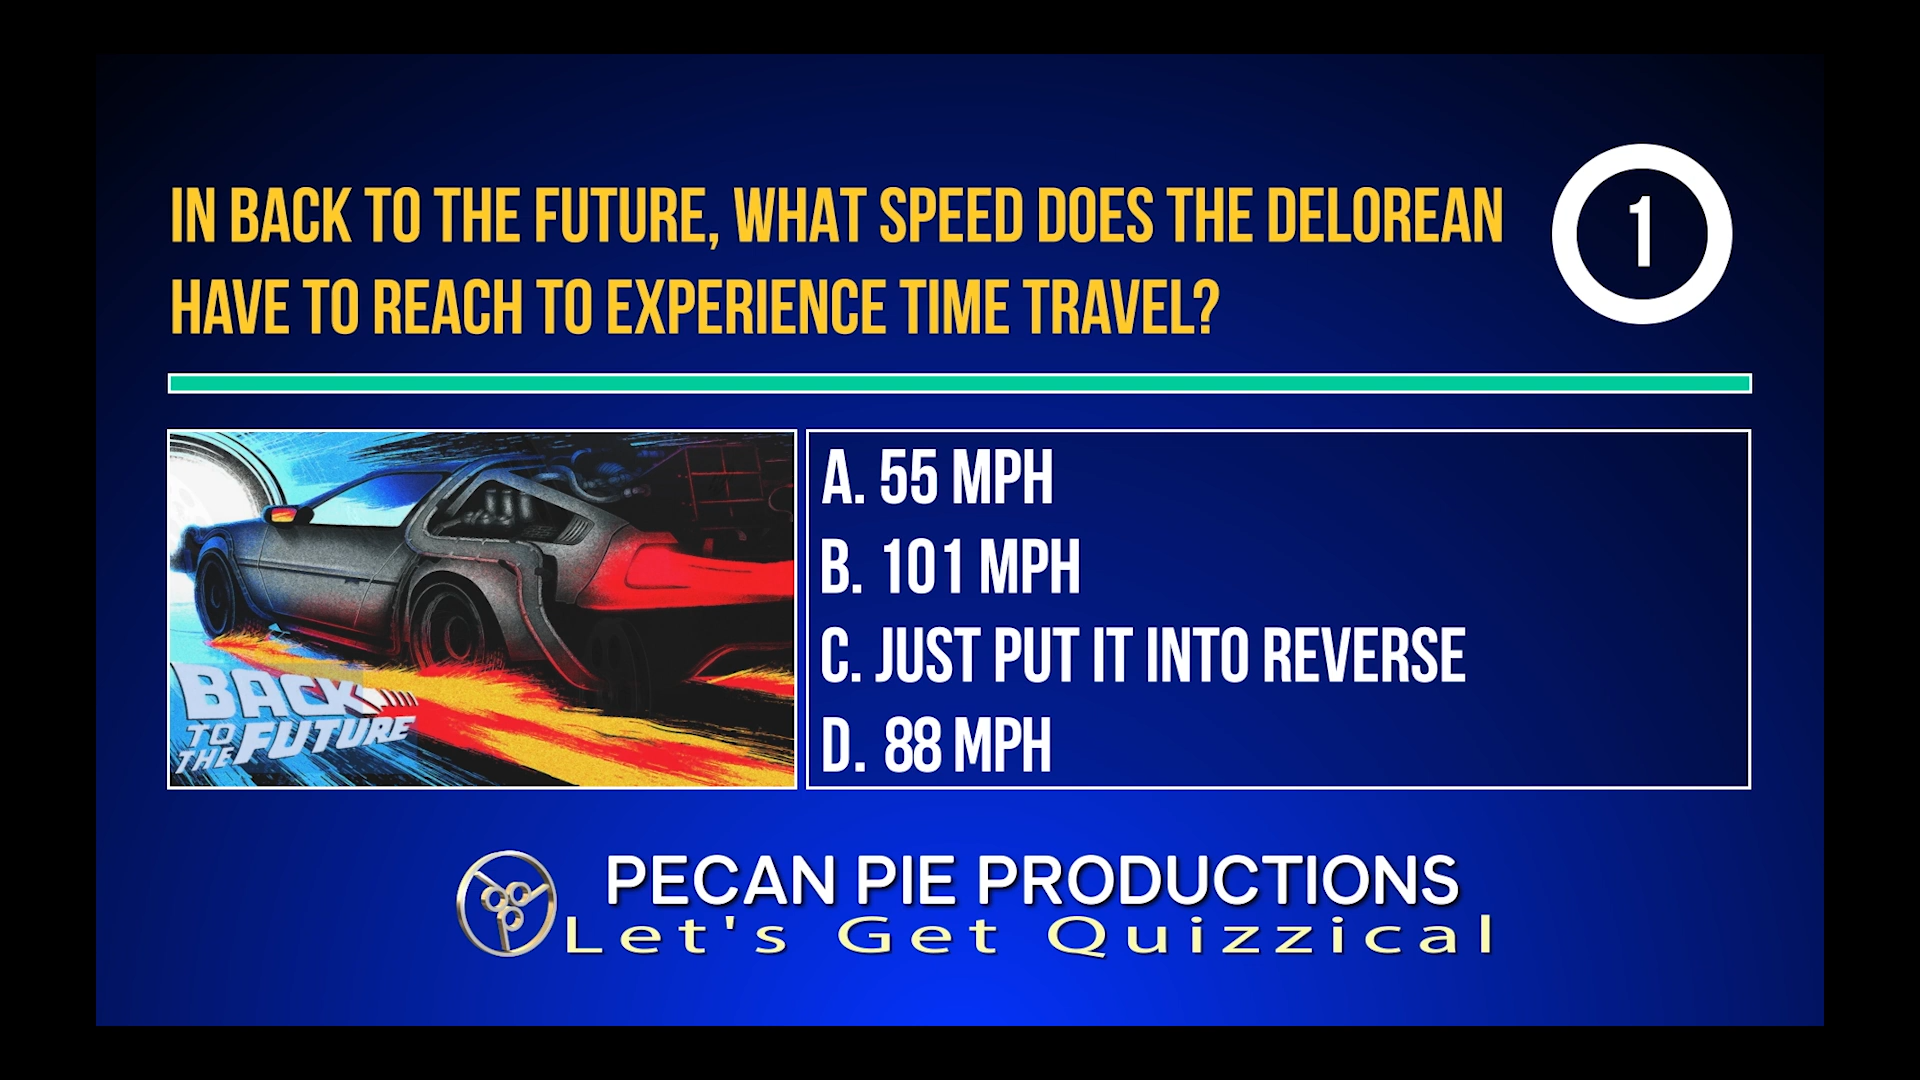 IN BACK TO THE FUTURE, WHAT SPEED DOES THE DELOREAN
HAVE TO REACH TO EXPERIENCE TIME TRAVEL?
1
BACK
TO
THE FUTURE
A. 55 MPH
B. 101 MPH
C. JUST PUT IT INTO REVERSE
D. 88 MPH
PECAN PIE PRODUCTIONS
Let's Get Quizzical